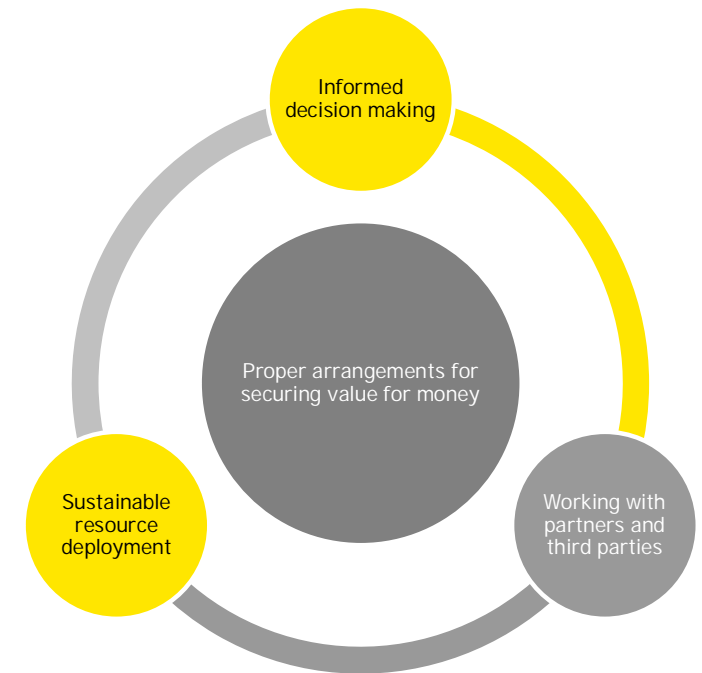 Informed
decision making
Proper arrangements for
securing value for money
Sustainable
resource
deployment
Working with
partners and
third parties